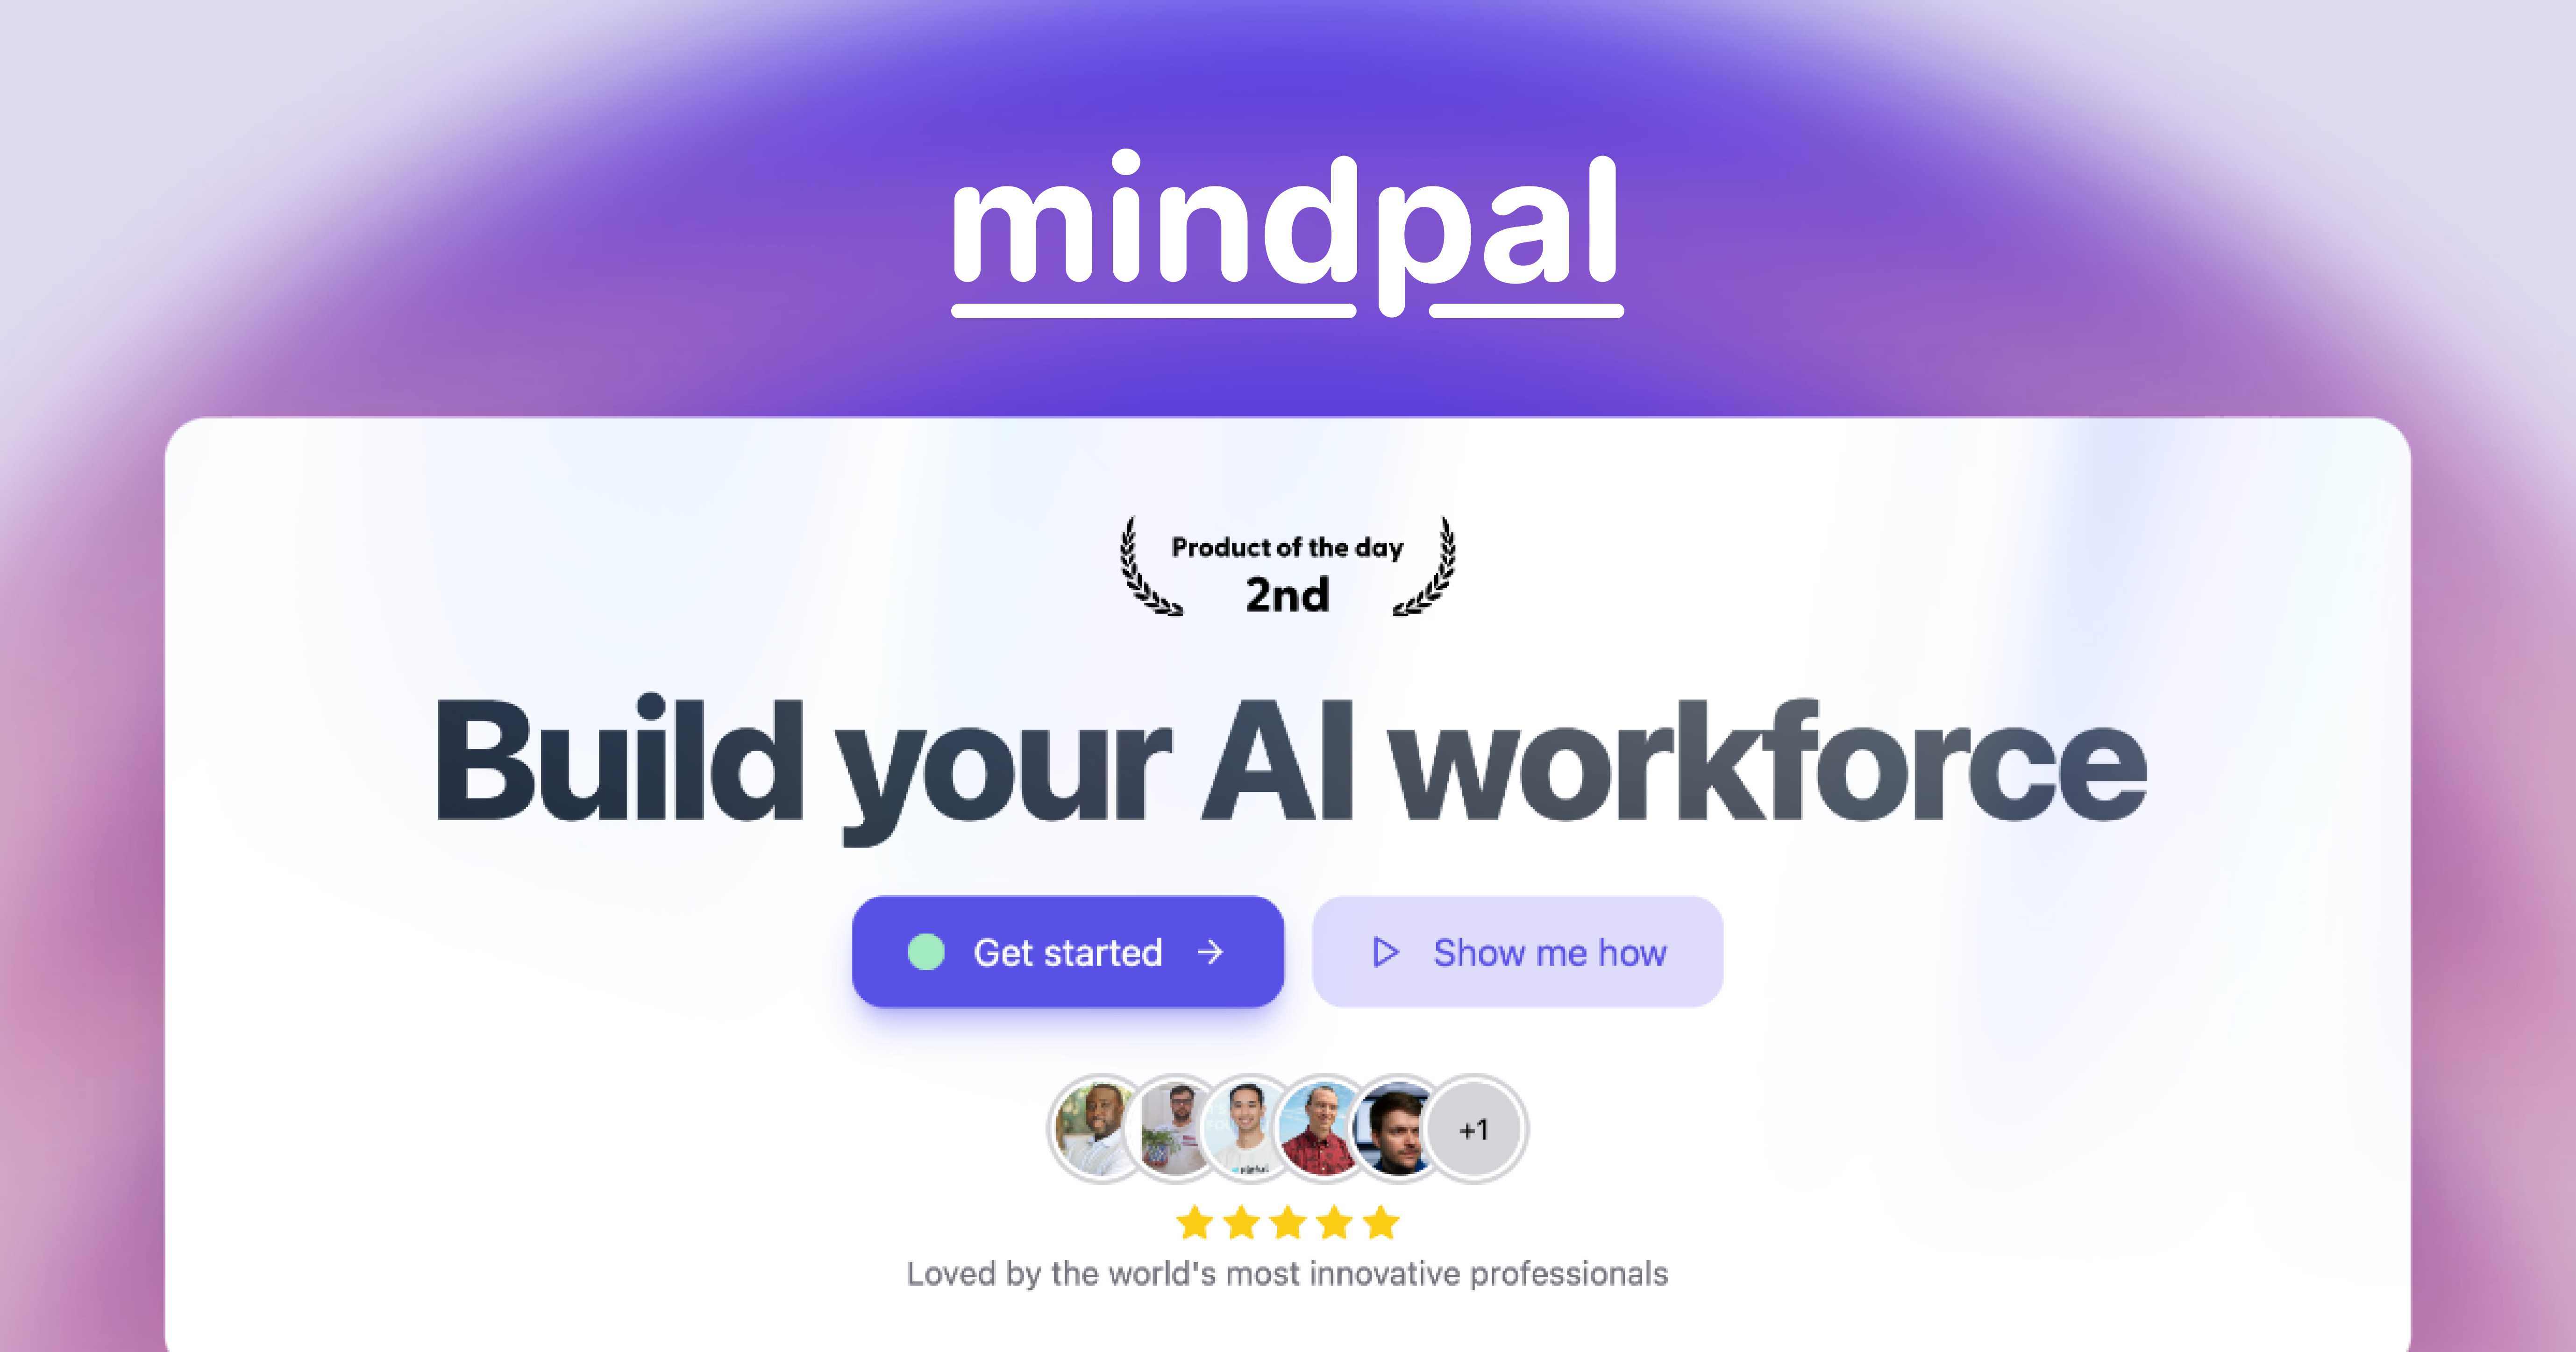 mindpal
Product of the day
2nd
Build your AI workforce
Get started
Show me how
+1
Loved by the world's most innovative professionals